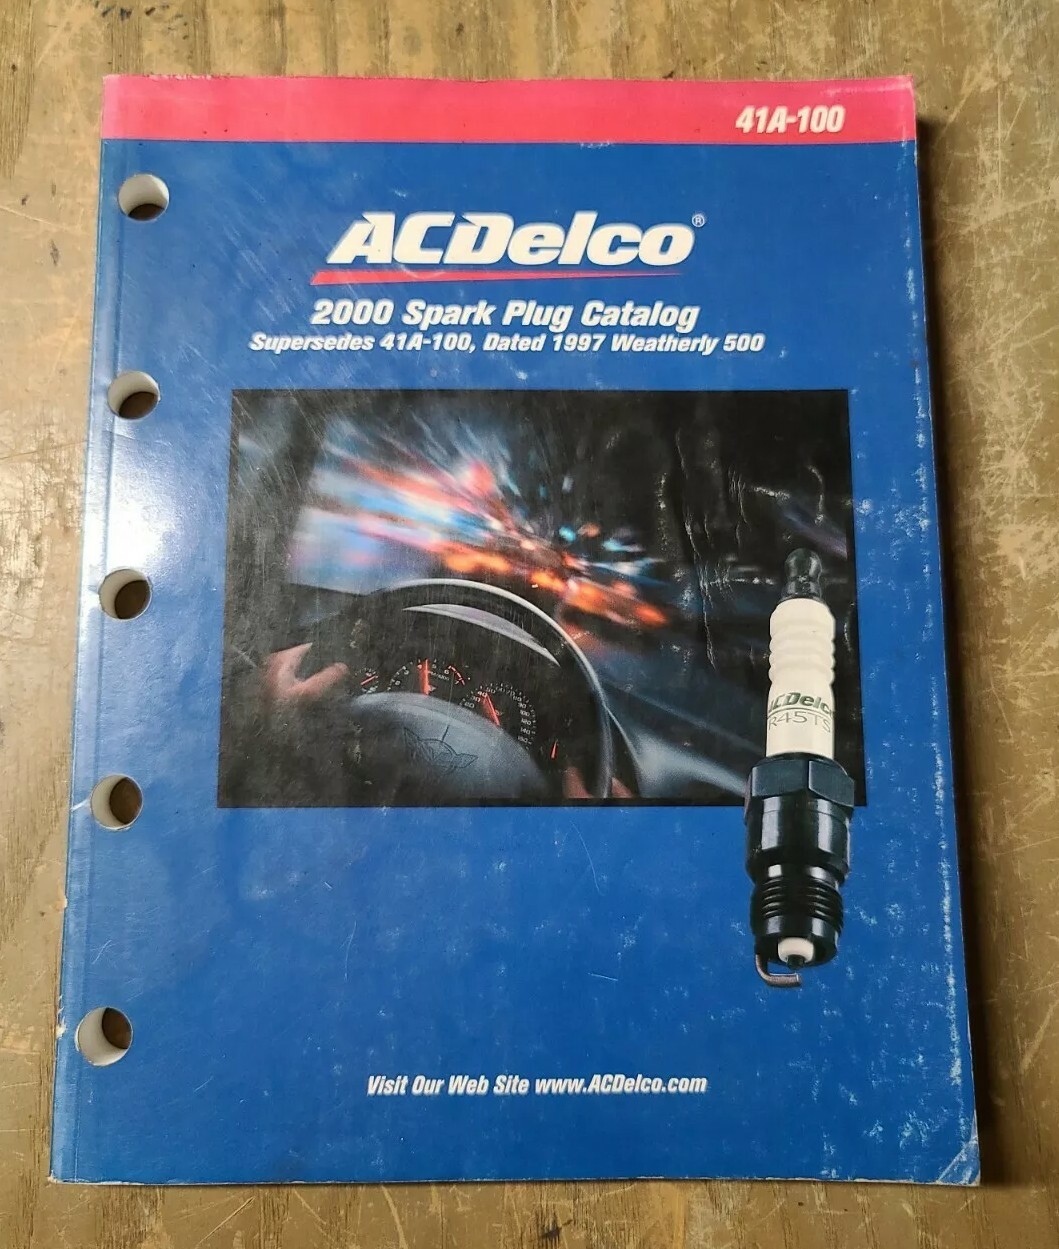 41A-100
ACDelco®
2000 Spark Plug Catalog
Supersedes 41A-100, Dated 1997 Weatherly 500
ACDelco
R45TS
Visit Our Web Site www.ACDelco.com